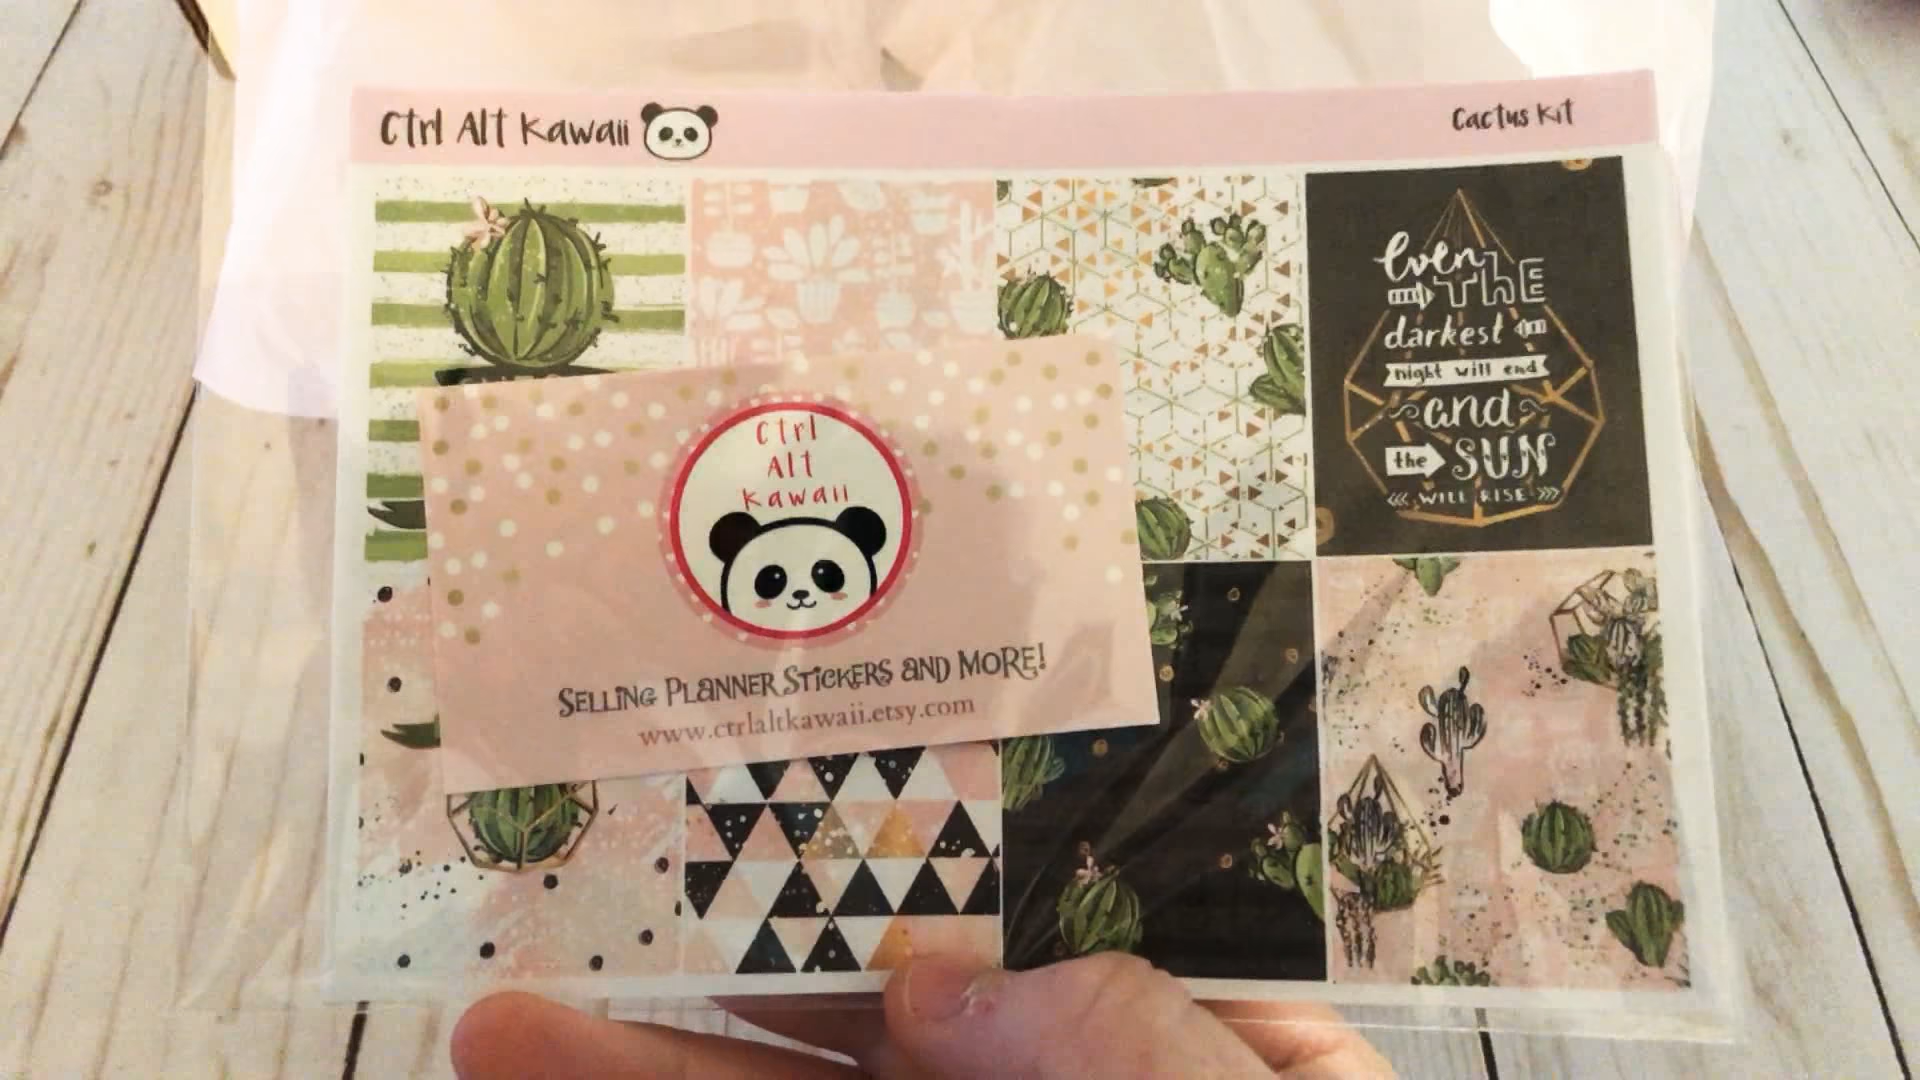 Ctrl Alt Kawaii
Cactus Kit
even
THE
darkest
night will end
and
the SUN
WILL RISE
Ctrl
Alt
Kawaii
SELLING PLANNER STICKERS AND MORE!
www.ctrlaltkawaii.etsy.com